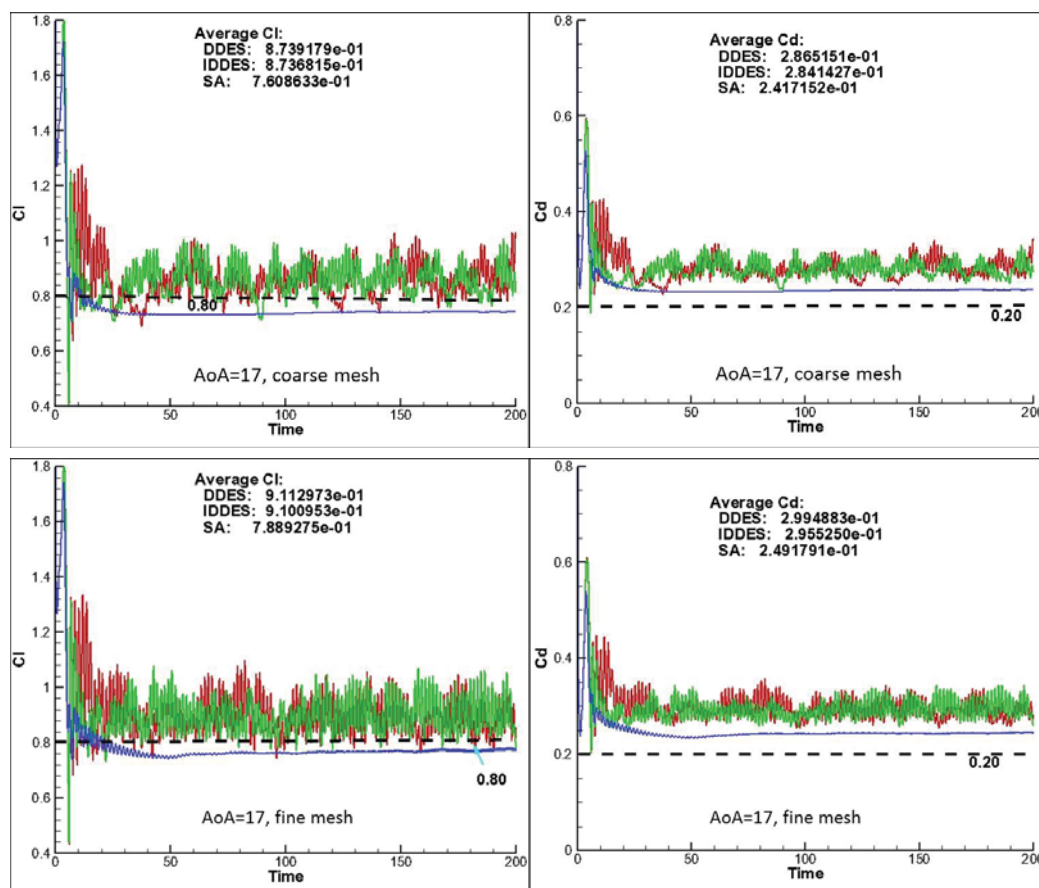 1.8
1.6
1.4
1.2
1
0.8
0.6
0.4
Cl
Average Cl:
DDES: 8.739179e-01
IDDES: 8.736815e-01
SA: 7.608633e-01
0.80
AoA=17, coarse mesh
0 50 100 150 200
Time
0.8
0.6
0.4
0.2
0
Cd
Average Cd:
DDES: 2.865151e-01
IDDES: 2.841427e-01
SA: 2.417152e-01
0.20
AoA=17, coarse mesh
0 50 100 150 200
Time
1.8
1.6
1.4
1.2
1
0.8
0.6
0.4
Cl
Average Cl:
DDES: 9.112973e-01
IDDES: 9.100953e-01
SA: 7.889275e-01
0.80
AoA=17, fine mesh
0 50 100 150 200
Time
0.8
0.6
0.4
0.2
0
Cd
Average Cd:
DDES: 2.994883e-01
IDDES: 2.955250e-01
SA: 2.491791e-01
0.20
AoA=17, fine mesh
0 50 100 150 200
Time